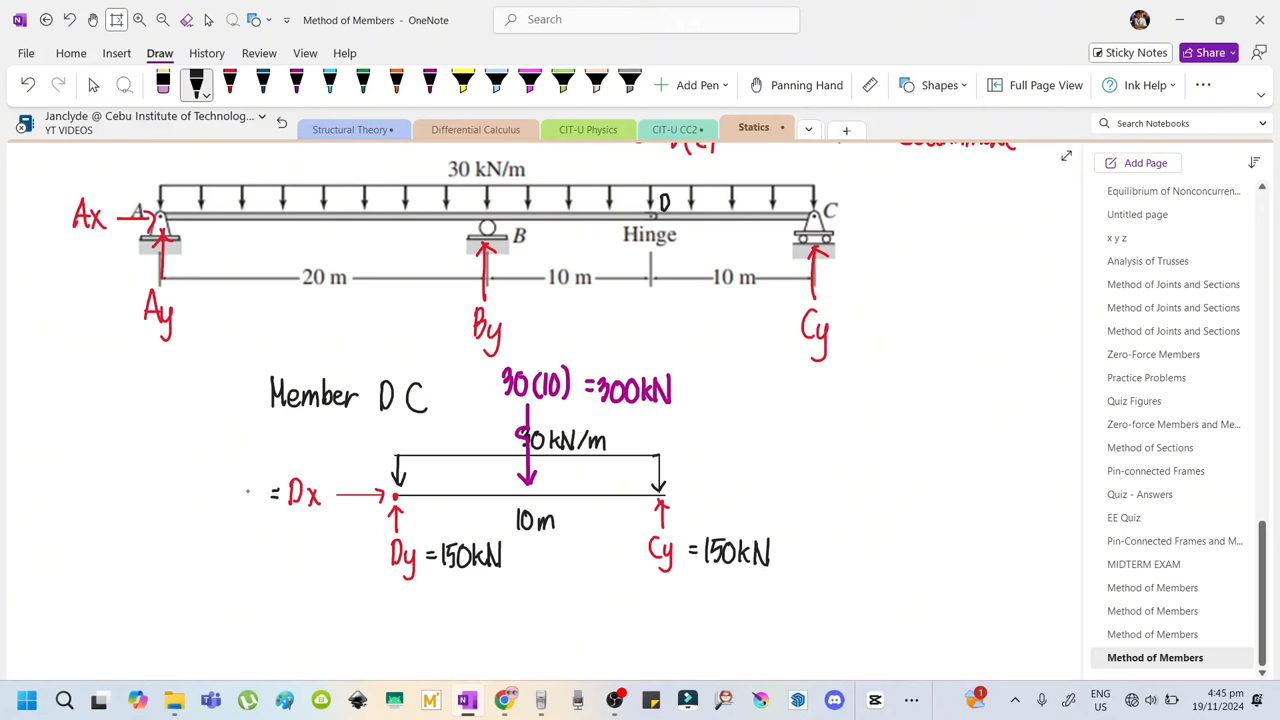 Method of Members - OneNote
Search
File Home Insert Draw History Review View Help
Sticky Notes
Share
Add Pen
Panning Hand
Shapes
Full Page View
Ink Help
Janclyde @ Cebu Institute of Technolog...
YT VIDEOS
Structural Theory
Differential Calculus
CIT-U Physics
CIT-U CC2
Statics
Search Notebooks
Add Page
Equilibrium of Nonconcurren...
Untitled page
x y z
Analysis of Trusses
Method of Joints and Sections
Method of Joints and Sections
Method of Joints and Sections
Zero-Force Members
Practice Problems
Quiz Figures
Zero-force Members and Me...
Method of Sections
Pin-connected Frames
Quiz - Answers
EE Quiz
Pin-Connected Frames and M...
MIDTERM EXAM
Method of Members
Method of Members
Method of Members
Method of Members
30 kN/m
Ax A D C
B Hinge
20 m 10 m 10 m
Ay By Cy
Member D C
30(10) =300kN
30kN/m
= Dx
10m
Dy =150kN
Cy =150kN
ENG
PH
4:45 pm
19/11/2024
1